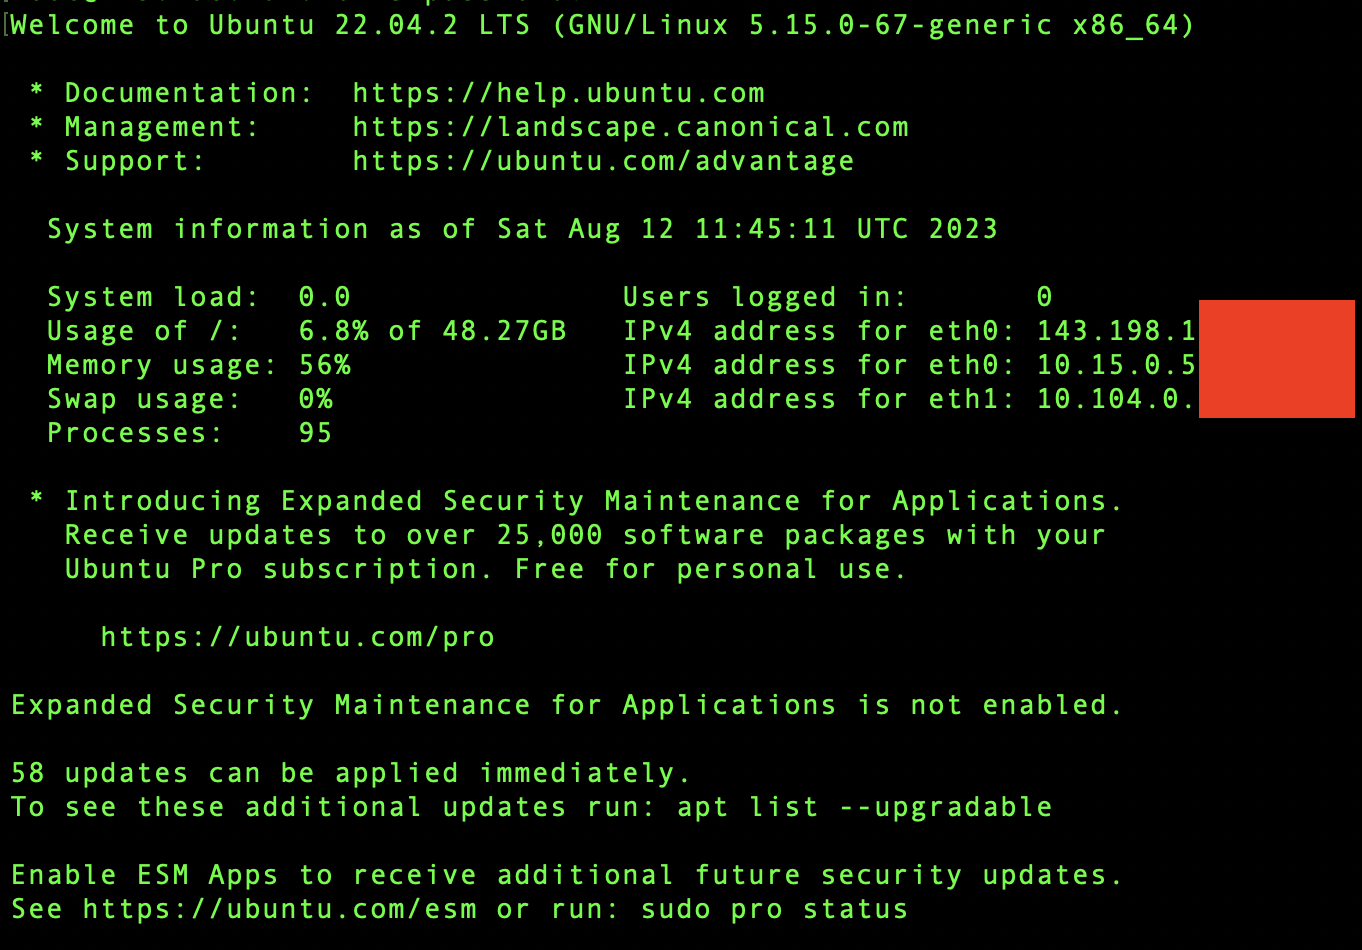 Welcome to Ubuntu 22.04.2 LTS (GNU/Linux 5.15.0-67-generic x86_64)
* Documentation:  https://help.ubuntu.com
* Management:     https://landscape.canonical.com
* Support:        https://ubuntu.com/advantage
System information as of Sat Aug 12 11:45:11 UTC 2023
System load:  0.0               Users logged in:       0
Usage of /:   6.8% of 48.27GB   IPv4 address for eth0: 143.198.1
Memory usage: 56%               IPv4 address for eth0: 10.15.0.5
Swap usage:   0%                IPv4 address for eth1: 10.104.0.
Processes:    95
* Introducing Expanded Security Maintenance for Applications.
Receive updates to over 25,000 software packages with your
Ubuntu Pro subscription. Free for personal use.
https://ubuntu.com/pro
Expanded Security Maintenance for Applications is not enabled.
58 updates can be applied immediately.
To see these additional updates run: apt list --upgradable
Enable ESM Apps to receive additional future security updates.
See https://ubuntu.com/esm or run: sudo pro status